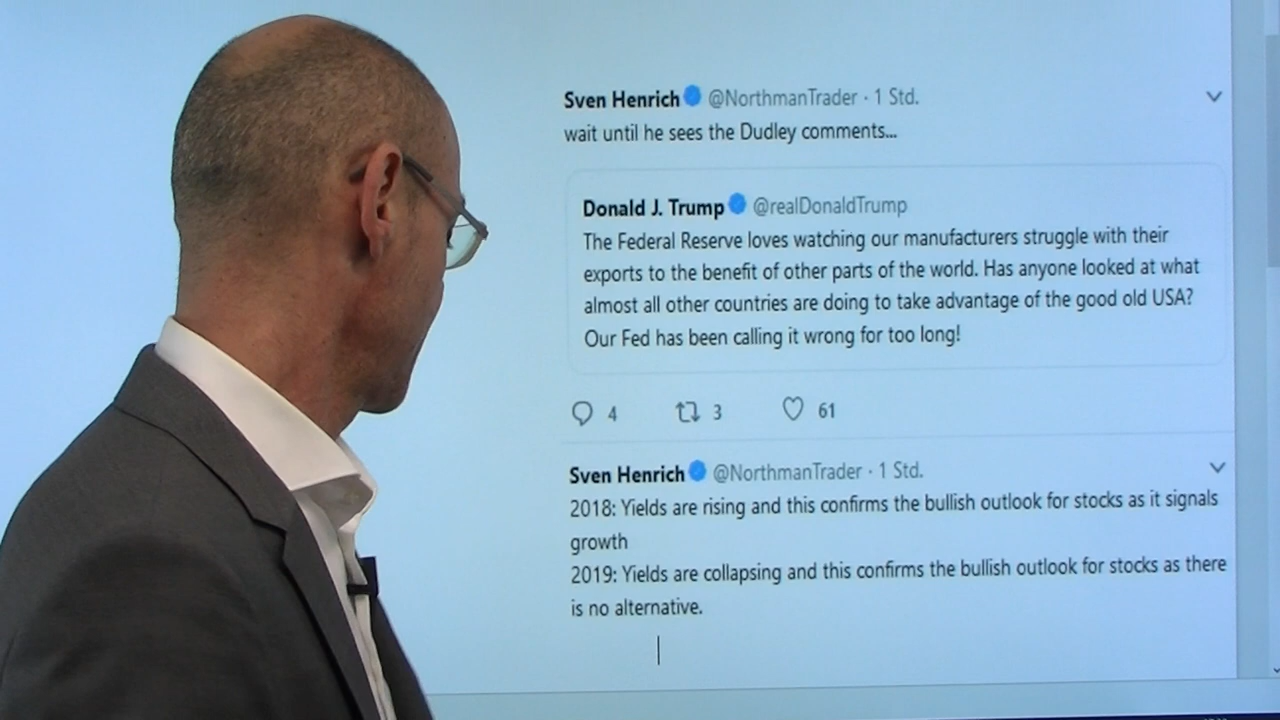 Sven Henrich @NorthmanTrader · 1 Std.
wait until he sees the Dudley comments...
Donald J. Trump @realDonaldTrump
The Federal Reserve loves watching our manufacturers struggle with their
exports to the benefit of other parts of the world. Has anyone looked at what
almost all other countries are doing to take advantage of the good old USA?
Our Fed has been calling it wrong for too long!
4 3 61
Sven Henrich @NorthmanTrader · 1 Std.
2018: Yields are rising and this confirms the bullish outlook for stocks as it signals
growth
2019: Yields are collapsing and this confirms the bullish outlook for stocks as there
is no alternative.